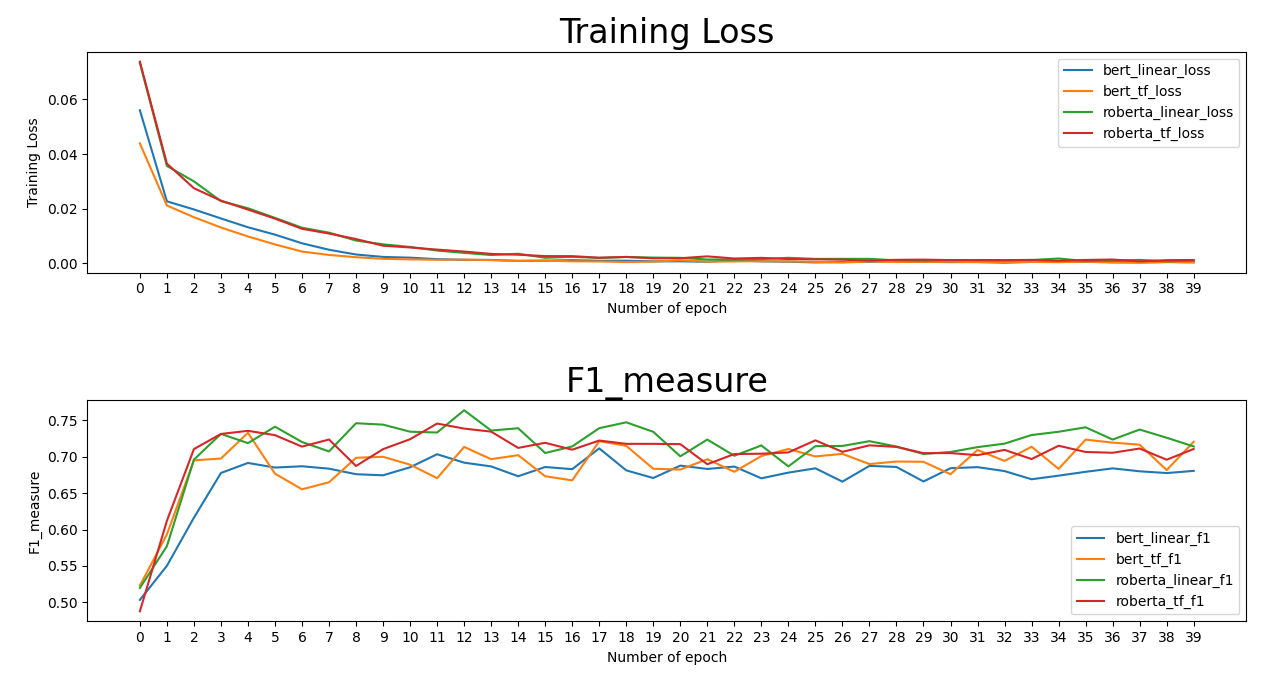 Training Loss
Training Loss
0.06
0.04
0.02
0.00
bert_linear_loss
bert_tf_loss
roberta_linear_loss
roberta_tf_loss
0 1 2 3 4 5 6 7 8 9 10 11 12 13 14 15 16 17 18 19 20 21 22 23 24 25 26 27 28 29 30 31 32 33 34 35 36 37 38 39
Number of epoch
F1_measure
F1_measure
0.75
0.70
0.65
0.60
0.55
0.50
bert_linear_f1
bert_tf_f1
roberta_linear_f1
roberta_tf_f1
0 1 2 3 4 5 6 7 8 9 10 11 12 13 14 15 16 17 18 19 20 21 22 23 24 25 26 27 28 29 30 31 32 33 34 35 36 37 38 39
Number of epoch